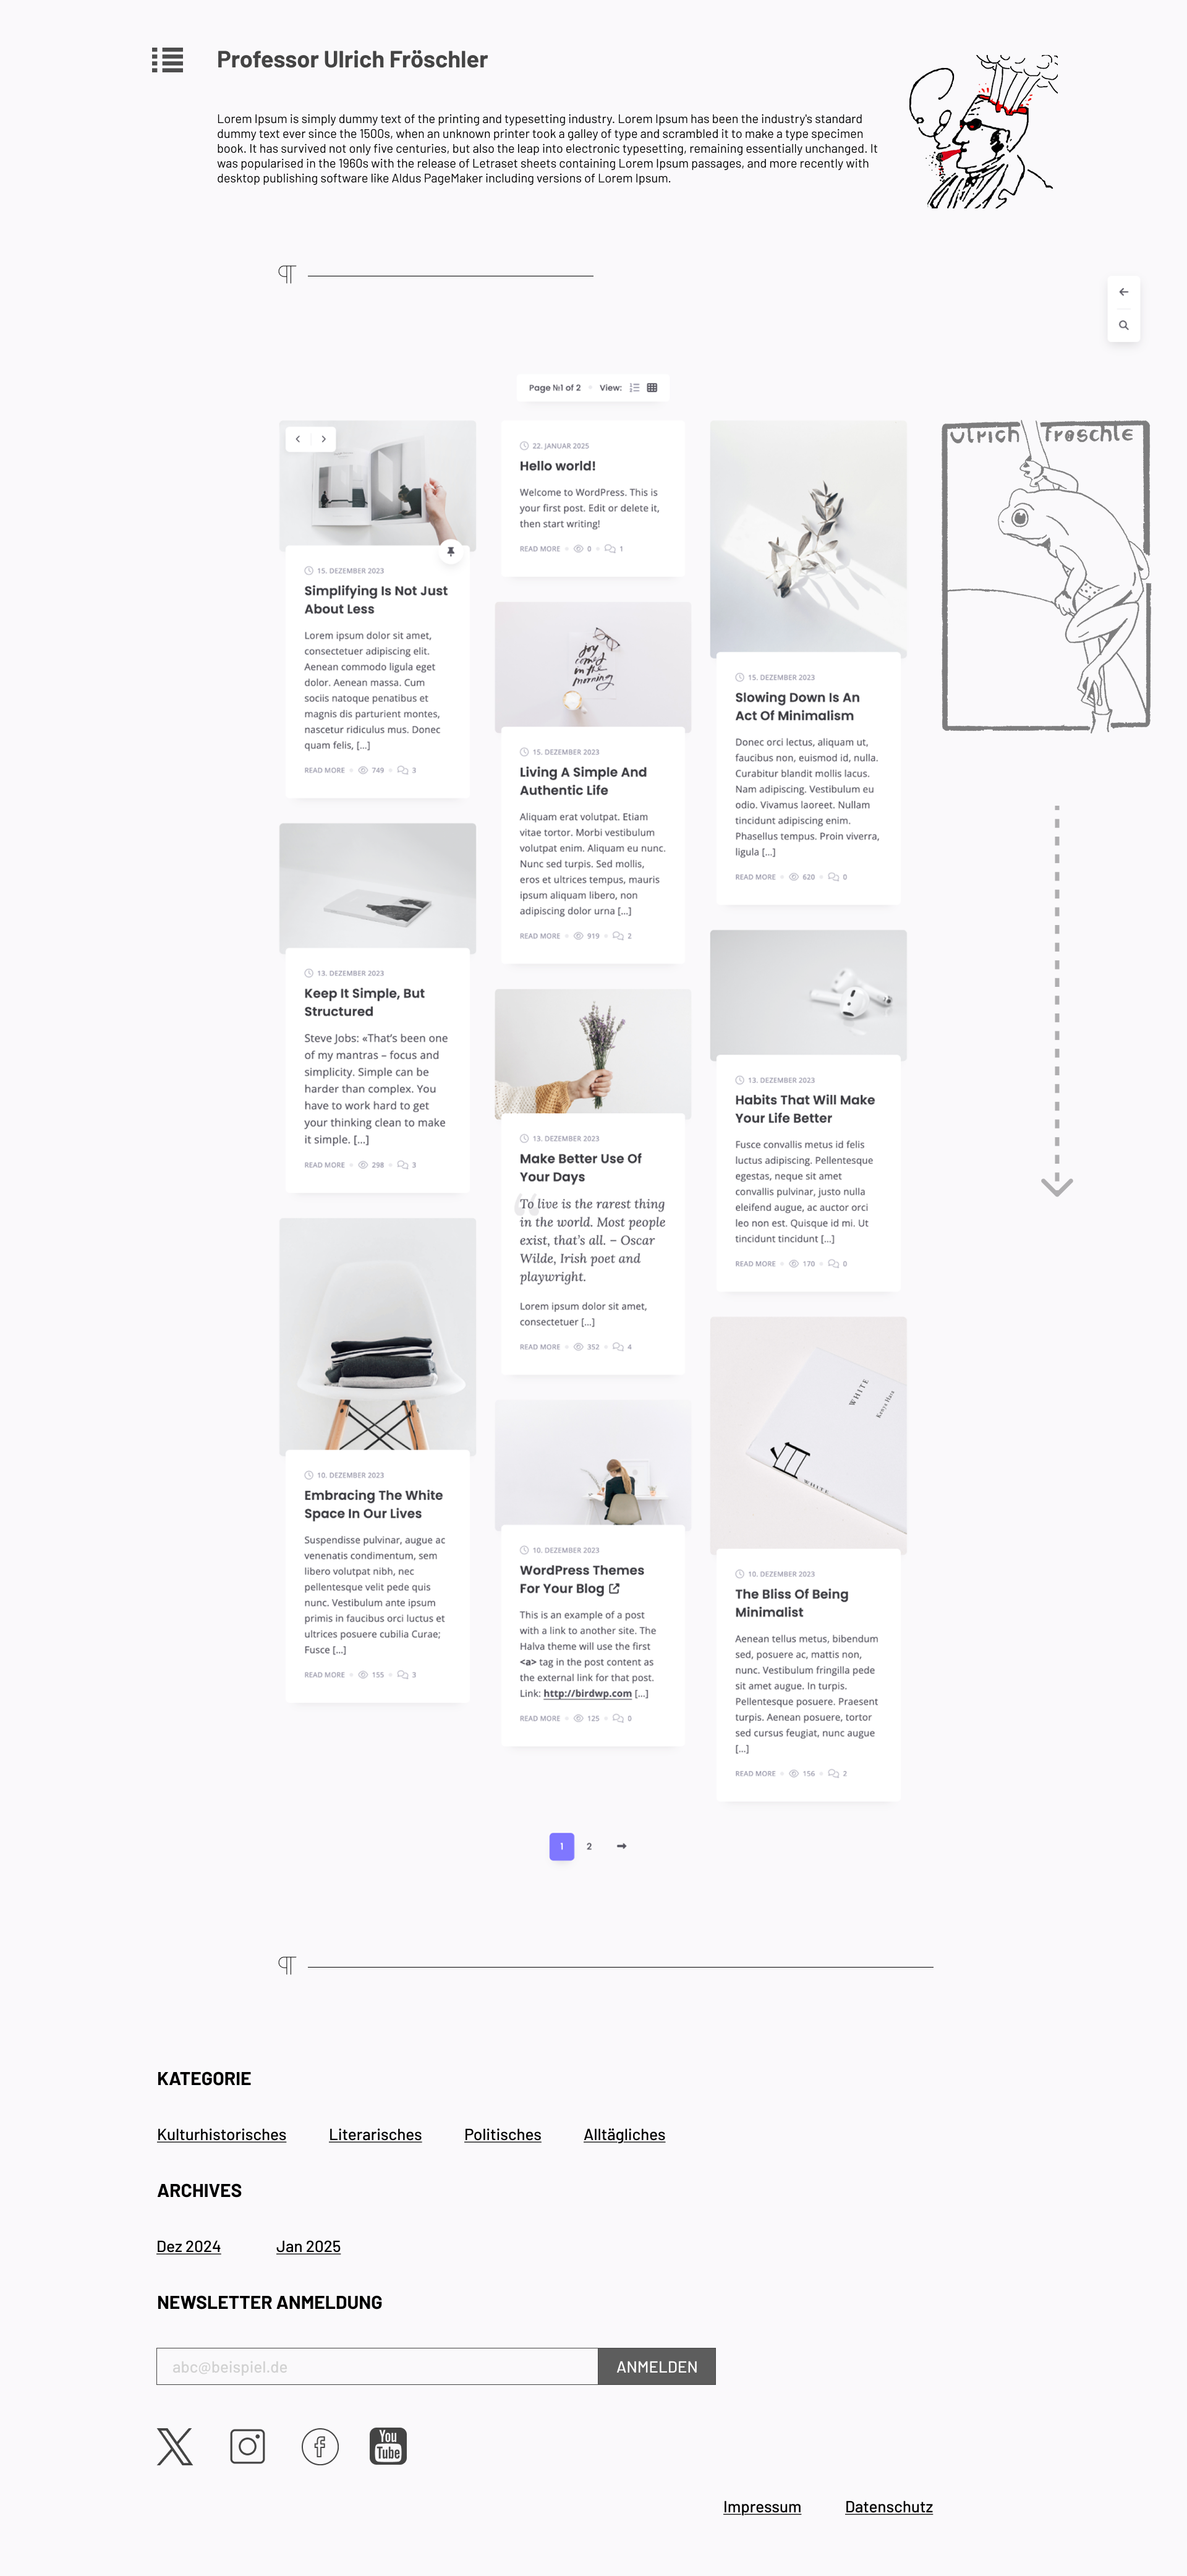 Professor Ulrich Fröschler
Lorem Ipsum is simply dummy text of the printing and typesetting industry. Lorem Ipsum has been the industry's standard
dummy text ever since the 1500s, when an unknown printer took a galley of type and scrambled it to make a type specimen
book. It has survived not only five centuries, but also the leap into electronic typesetting, remaining essentially unchanged. It
was popularised in the 1960s with the release of Letraset sheets containing Lorem Ipsum passages, and more recently with
desktop publishing software like Aldus PageMaker including versions of Lorem Ipsum.
¶
Page №1 of 2 View:
15. DEZEMBER 2023
Simplifying Is Not Just
About Less
Lorem ipsum dolor sit amet,
consectetuer adipiscing elit.
Aenean commodo ligula eget
dolor. Aenean massa. Cum
sociis natoque penatibus et
magnis dis parturient montes,
nascetur ridiculus mus. Donec
quam felis, [...]
READ MORE 749 3
13. DEZEMBER 2023
Keep It Simple, But
Structured
Steve Jobs: «That's been one
of my mantras – focus and
simplicity. Simple can be
harder than complex. You
have to work hard to get
your thinking clean to make
it simple. [...]
READ MORE 298 3
10. DEZEMBER 2023
Embracing The White
Space In Our Lives
Suspendisse pulvinar, augue ac
venenatis condimentum, sem
libero volutpat nibh, nec
pellentesque velit pede quis
nunc. Vestibulum ante ipsum
primis in faucibus orci luctus et
ultrices posuere cubilia Curae;
Fusce [...]
READ MORE 155 3
22. JANUAR 2025
Hello world!
Welcome to WordPress. This is
your first post. Edit or delete it,
then start writing!
READ MORE 0 1
joy
comes
in the
morning
15. DEZEMBER 2023
Living A Simple And
Authentic Life
Aliquam erat volutpat. Etiam
vitae tortor. Morbi vestibulum
volutpat enim. Aliquam eu nunc.
Nunc sed turpis. Sed mollis,
eros et ultrices tempus, mauris
ipsum aliquam libero, non
adipiscing dolor urna [...]
READ MORE 919 2
13. DEZEMBER 2023
Make Better Use Of
Your Days
To live is the rarest thing
in the world. Most people
exist, that's all. – Oscar
Wilde, Irish poet and
playwright.
Lorem ipsum dolor sit amet,
consectetuer [...]
READ MORE 352 4
10. DEZEMBER 2023
WordPress Themes
For Your Blog
This is an example of a post
with a link to another site. The
Halva theme will use the first
<a> tag in the post content as
the external link for that post.
Link: http://birdwp.com [...]
READ MORE 125 0
15. DEZEMBER 2023
Slowing Down Is An
Act Of Minimalism
Donec orci lectus, aliquam ut,
faucibus non, euismod id, nulla.
Curabitur blandit mollis lacus.
Nam adipiscing. Vestibulum eu
odio. Vivamus laoreet. Nullam
tincidunt adipiscing enim.
Phasellus tempus. Proin viverra,
ligula [...]
READ MORE 620 0
13. DEZEMBER 2023
Habits That Will Make
Your Life Better
Fusce convallis metus id felis
luctus adipiscing. Pellentesque
egestas, neque sit amet
convallis pulvinar, justo nulla
eleifend augue, ac auctor orci
leo non est. Quisque id mi. Ut
tincidunt tincidunt [...]
READ MORE 170 0
WHITE
Kenya Hara
WHITE
10. DEZEMBER 2023
The Bliss Of Being
Minimalist
Aenean tellus metus, bibendum
sed, posuere ac, mattis non,
nunc. Vestibulum fringilla pede
sit amet augue. In turpis.
Pellentesque posuere. Praesent
turpis. Aenean posuere, tortor
sed cursus feugiat, nunc augue
[...]
READ MORE 156 2
ulrich fröschle
1 2
¶
KATEGORIE
Kulturhistorisches Literarisches Politisches Alltägliches
ARCHIVES
Dez 2024 Jan 2025
NEWSLETTER ANMELDUNG
abc@beispiel.de ANMELDEN
You
Tube
Impressum Datenschutz